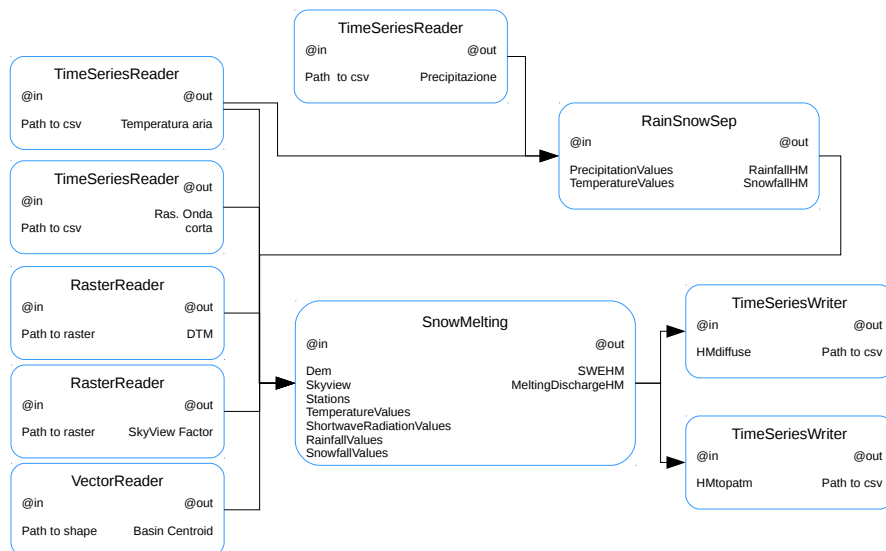 TimeSeriesReader
@in @out
Path to csv Precipitazione
TimeSeriesReader
@in @out
Path to csv Temperatura aria
RainSnowSep
@in @out
PrecipitationValues RainfallHM
TemperatureValues SnowfallHM
TimeSeriesReader
@out
@in
Ras. Onda
Path to csv corta
RasterReader
@in @out
Path to raster DTM
RasterReader
@in @out
Path to raster SkyView Factor
VectorReader
@in @out
Path to shape Basin Centroid
SnowMelting
@in @out
Dem SWEHM
Skyview MeltingDischargeHM
Stations
TemperatureValues
ShortwaveRadiationValues
RainfallValues
SnowfallValues
TimeSeriesWriter
@in @out
HMdiffuse Path to csv
TimeSeriesWriter
@in @out
HMtopatm Path to csv